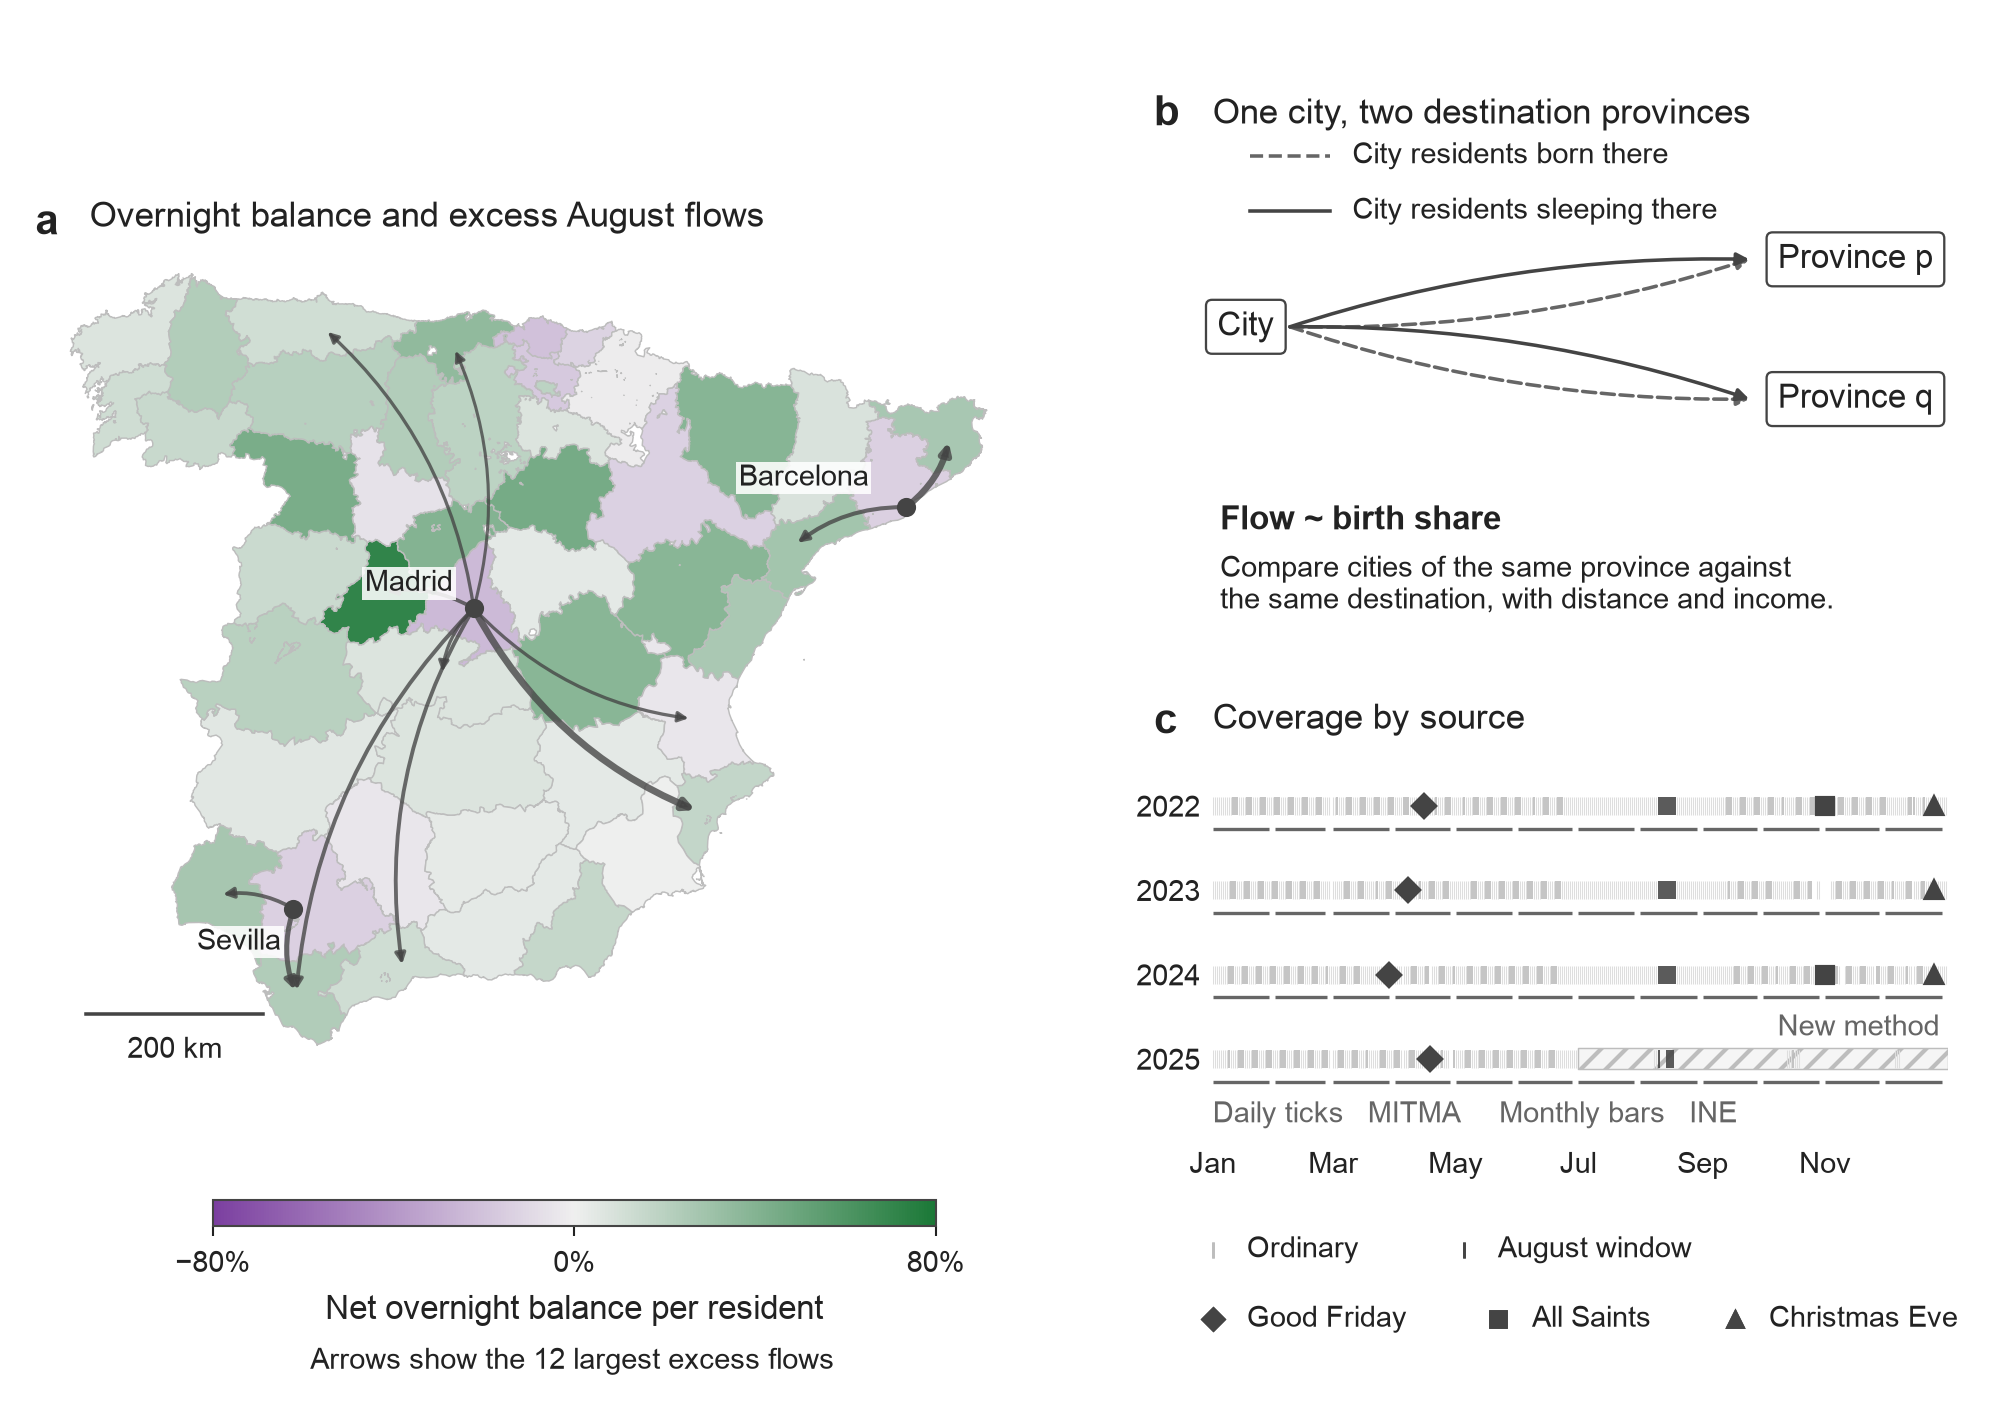 a Overnight balance and excess August flows
Barcelona
Madrid
Sevilla
200 km
−80% 0% 80%
Net overnight balance per resident
Arrows show the 12 largest excess flows
b One city, two destination provinces
City residents born there
City residents sleeping there
Province p
City
Province q
Flow ~ birth share
Compare cities of the same province against
the same destination, with distance and income.
c Coverage by source
2022
2023
2024
New method
2025
Daily ticks MITMA Monthly bars INE
Jan Mar May Jul Sep Nov
Ordinary August window
Good Friday All Saints Christmas Eve